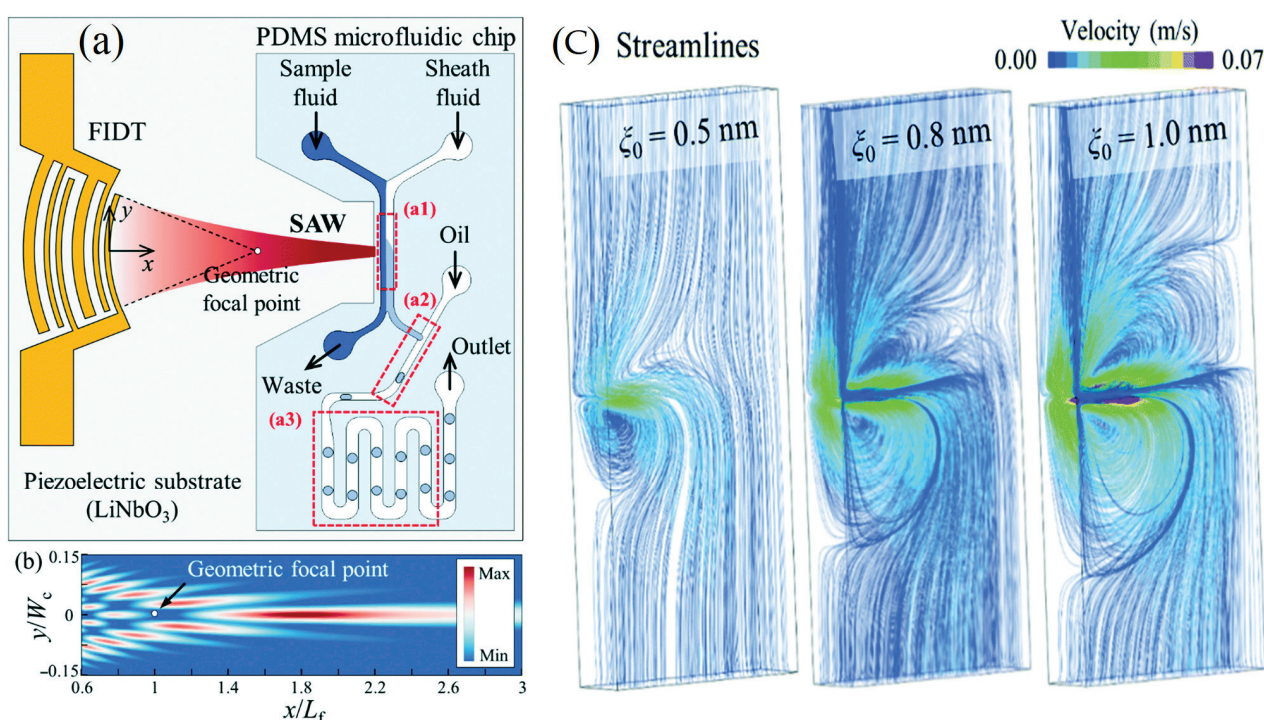 (a)
PDMS microfluidic chip
Sample
fluid
Sheath
fluid
FIDT
y
x
SAW
(a1)
Oil
Geometric
focal point
(a2)
Outlet
Waste
(a3)
Piezoelectric substrate
(LiNbO3)
(b)
0.15
0
−0.15
y/Wc
Geometric focal point
Max
Min
0.6
1
1.4
1.8
2.2
2.6
3
x/Lf
(C) Streamlines
Velocity (m/s)
0.00
0.07
ξ0 = 0.5 nm
ξ0 = 0.8 nm
ξ0 = 1.0 nm